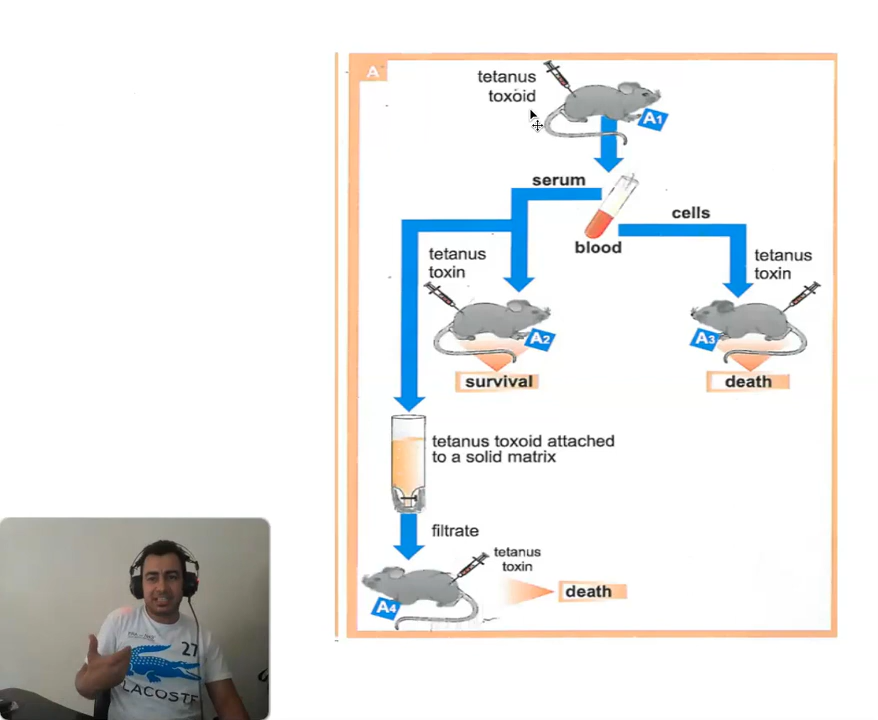 A
tetanus
toxoid
A1
serum
cells
blood
tetanus
toxin
tetanus
toxin
A2
A3
survival
death
tetanus toxoid attached
to a solid matrix
filtrate
tetanus
toxin
A4
death
27
LACOSTE